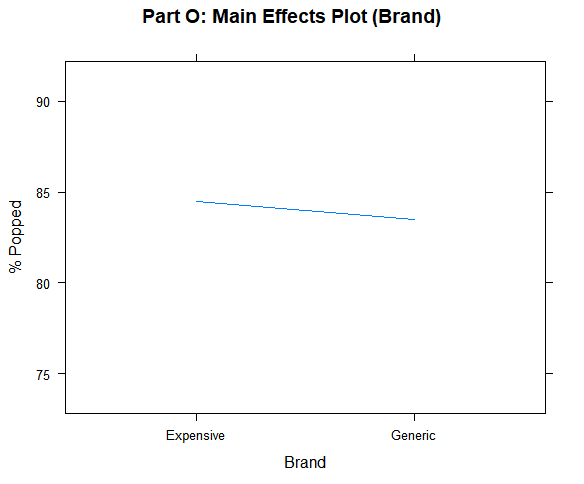 Part O: Main Effects Plot (Brand)
90
85
80
75
% Popped
Expensive
Generic
Brand